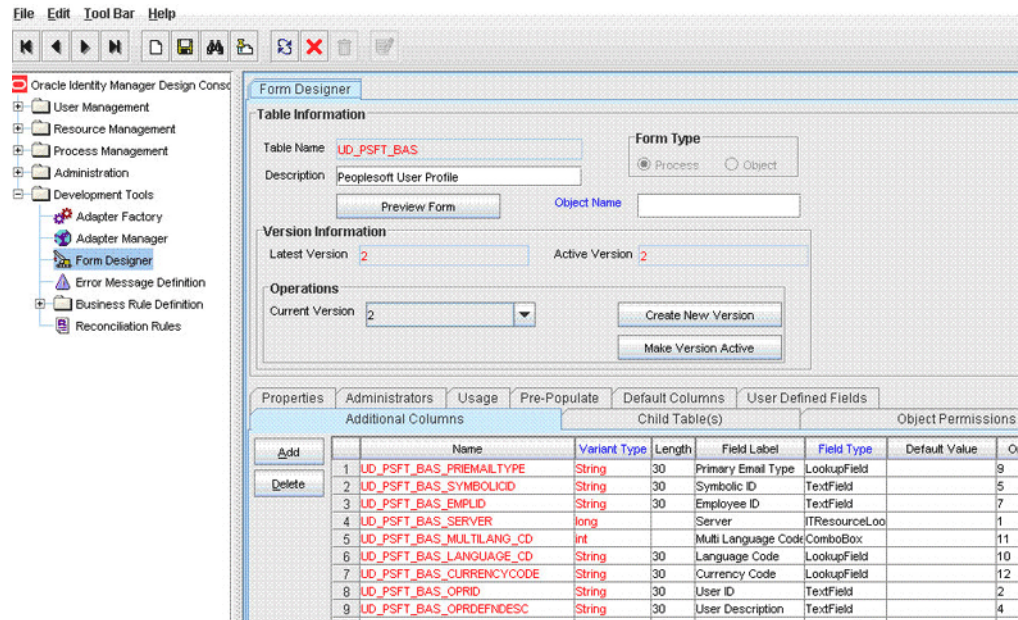 File Edit Tool Bar Help
Oracle Identity Manager Design Conso
User Management
Resource Management
Process Management
Administration
Development Tools
Adapter Factory
Adapter Manager
Form Designer
Error Message Definition
Business Rule Definition
Reconciliation Rules
Form Designer
Table Information
Table Name UD_PSFT_BAS
Form Type
Process Object
Description Peoplesoft User Profile
Preview Form Object Name
Version Information
Latest Version 2 Active Version 2
Operations
Current Version 2 Create New Version
Make Version Active
Properties Administrators Usage Pre-Populate Default Columns User Defined Fields
Additional Columns Child Table(s) Object Permissions
Add
Delete
Name Variant Type Length Field Label Field Type Default Value O
1 UD_PSFT_BAS_PRIEMAILTYPE String 30 Primary Email Type LookupField 9
2 UD_PSFT_BAS_SYMBOLICID String 30 Symbolic ID TextField 5
3 UD_PSFT_BAS_EMPLID String 30 Employee ID TextField 7
4 UD_PSFT_BAS_SERVER long Server ITResourceLoo 1
5 UD_PSFT_BAS_MULTILANG_CD int Multi Language Code ComboBox 11
6 UD_PSFT_BAS_LANGUAGE_CD String 30 Language Code LookupField 10
7 UD_PSFT_BAS_CURRENCYCODE String 30 Currency Code LookupField 12
8 UD_PSFT_BAS_OPRID String 30 User ID TextField 2
9 UD_PSFT_BAS_OPRDEFNDESC String 30 User Description TextField 4